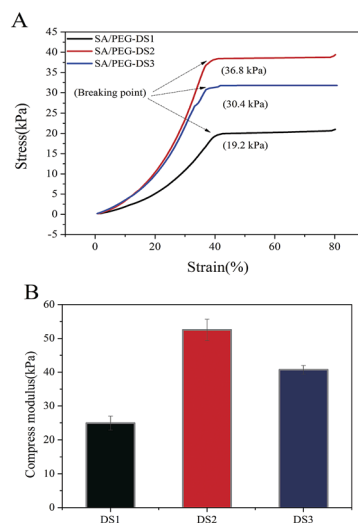 A
SA/PEG-DS1
SA/PEG-DS2
SA/PEG-DS3
(Breaking point)
(36.8 kPa)
(30.4 kPa)
(19.2 kPa)
Stress(kPa)
45
40
35
30
25
20
15
10
5
0
-5
0 20 40 60 80
Strain(%)
B
Compress modulus(kPa)
60
50
40
30
20
10
0
DS1 DS2 DS3